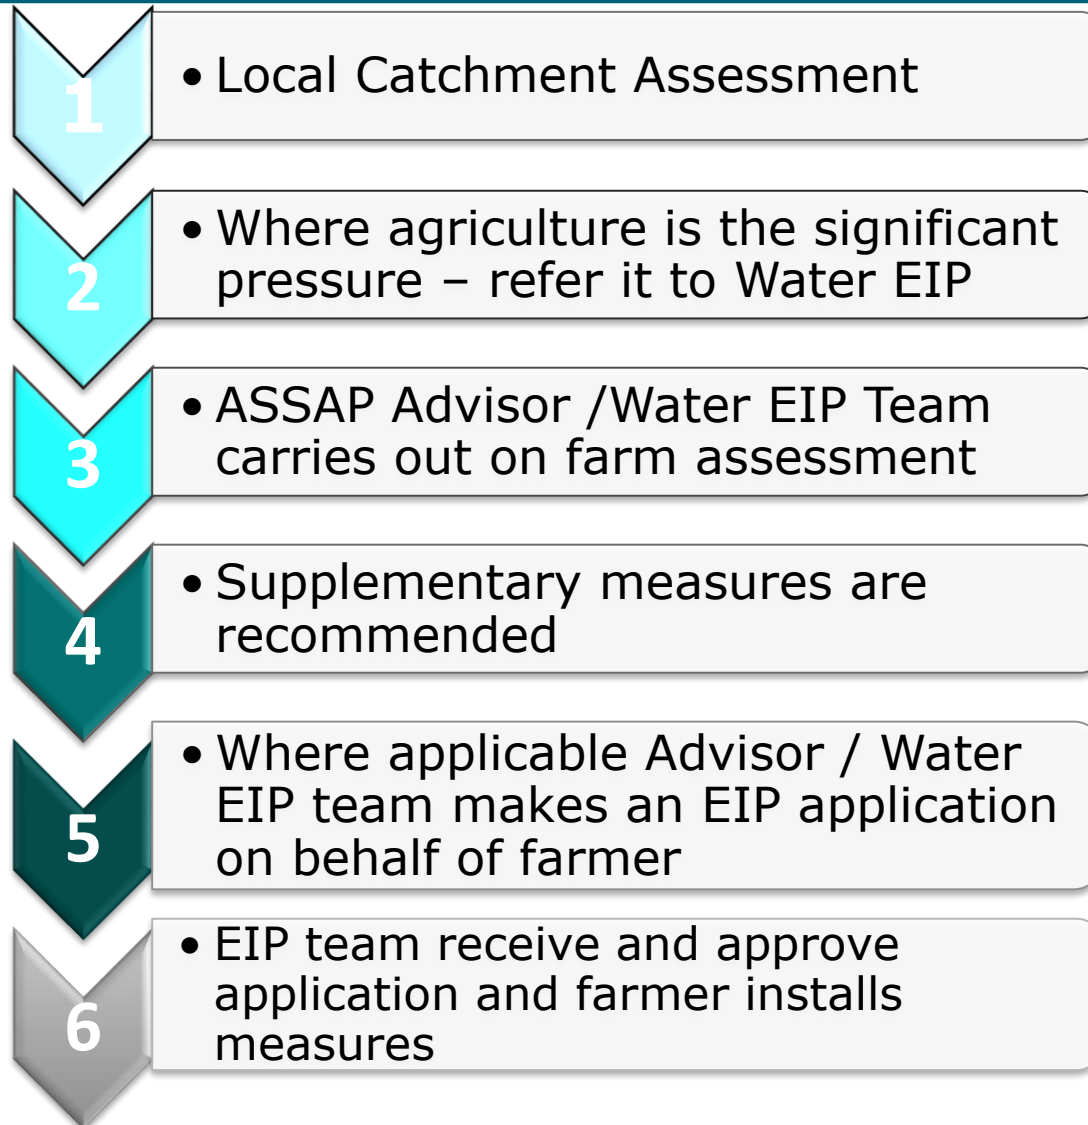 1
• Local Catchment Assessment
2
• Where agriculture is the significant
pressure – refer it to Water EIP
3
• ASSAP Advisor /Water EIP Team
carries out on farm assessment
4
• Supplementary measures are
recommended
5
• Where applicable Advisor / Water
EIP team makes an EIP application
on behalf of farmer
6
• EIP team receive and approve
application and farmer installs
measures